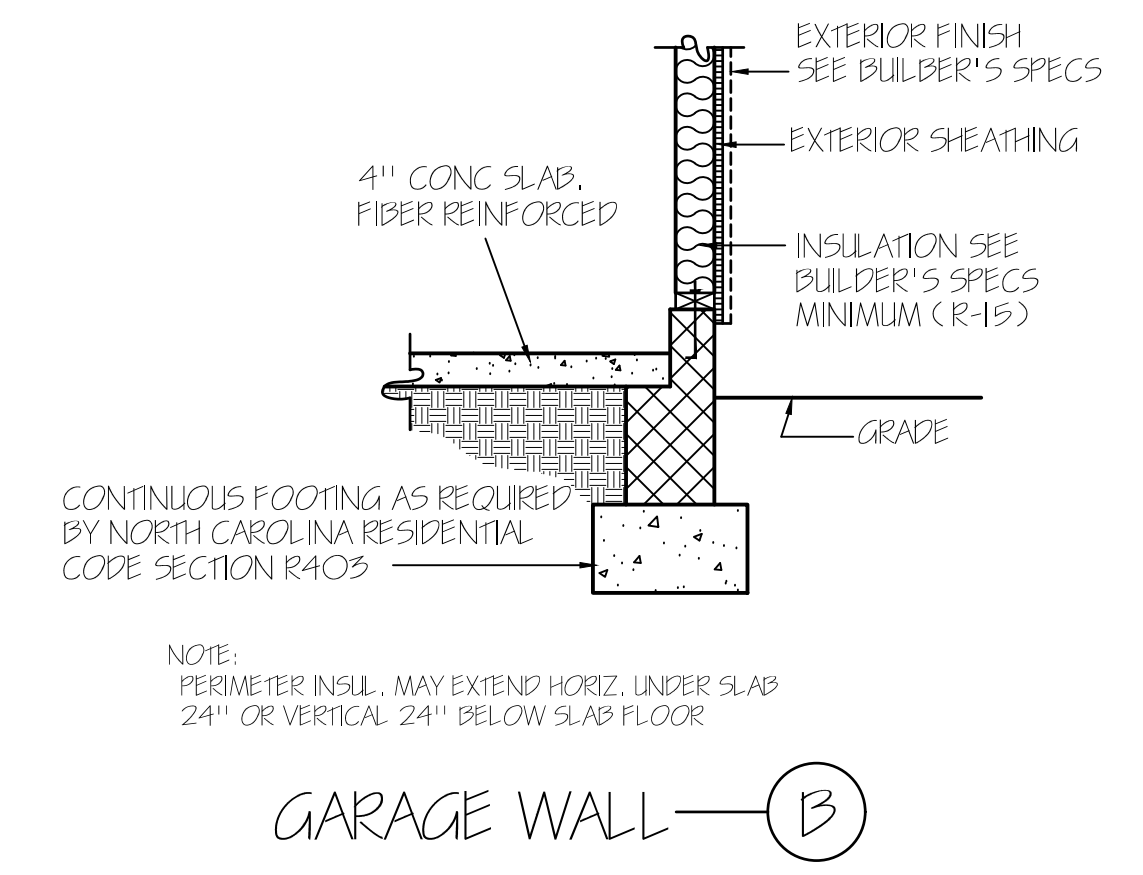 EXTERIOR FINISH
SEE BUILBER'S SPECS
EXTERIOR SHEATHING
4" CONC SLAB,
FIBER REINFORCED
INSULATION SEE
BUILDER'S SPECS
MINIMUM (R-15)
GRADE
CONTINUOUS FOOTING AS REQUIRED
BY NORTH CAROLINA RESIDENTIAL
CODE SECTION R403
NOTE:
PERIMETER INSUL. MAY EXTEND HORIZ. UNDER SLAB
24" OR VERTICAL 24" BELOW SLAB FLOOR
GARAGE WALL B